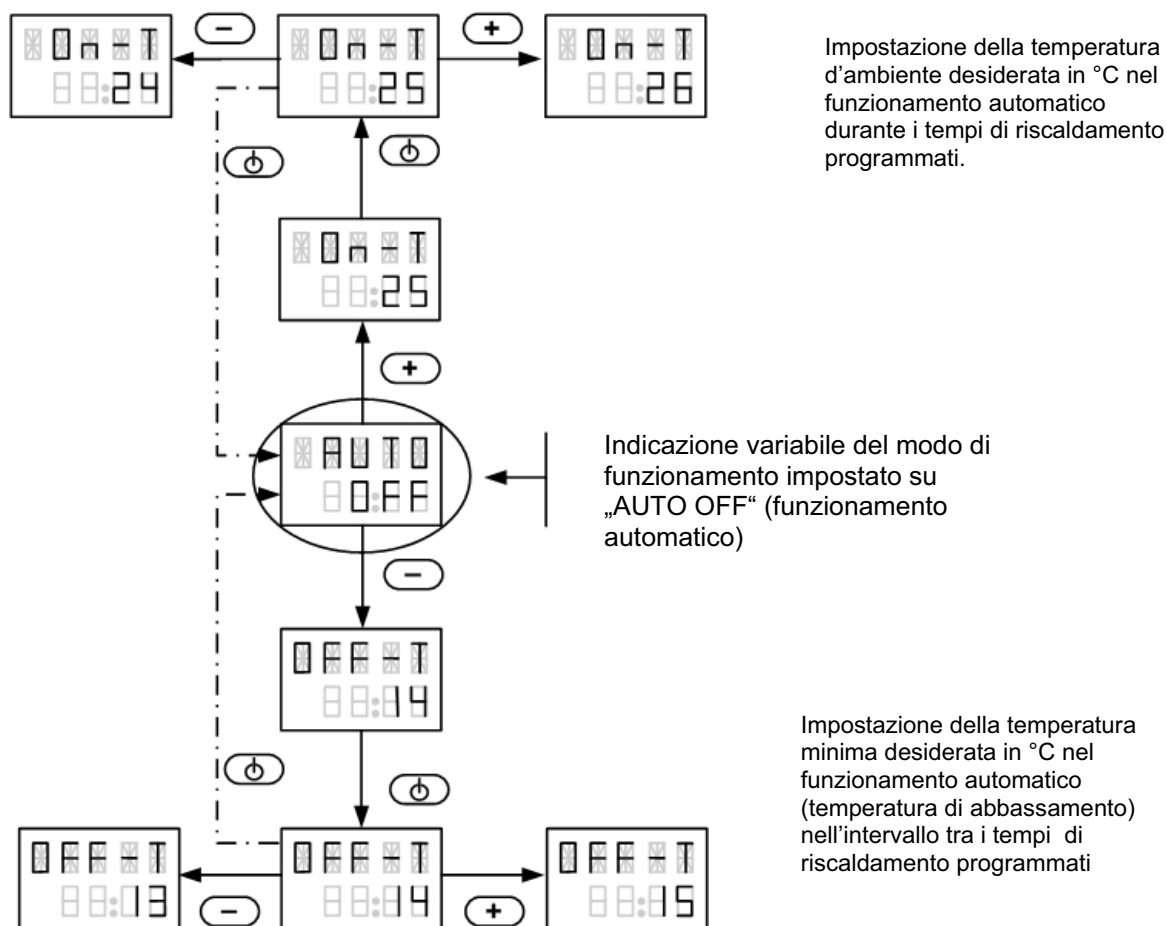 On-T
24
On-T
25
On-T
26
Impostazione della temperatura
d'ambiente desiderata in °C nel
funzionamento automatico
durante i tempi di riscaldamento
programmati.
On-T
25
AUTO
OFF
Indicazione variabile del modo di
funzionamento impostato su
„AUTO OFF“ (funzionamento
automatico)
OFF-T
14
Impostazione della temperatura
minima desiderata in °C nel
funzionamento automatico
(temperatura di abbassamento)
nell'intervallo tra i tempi di
riscaldamento programmati
OFF-T
13
OFF-T
14
OFF-T
15